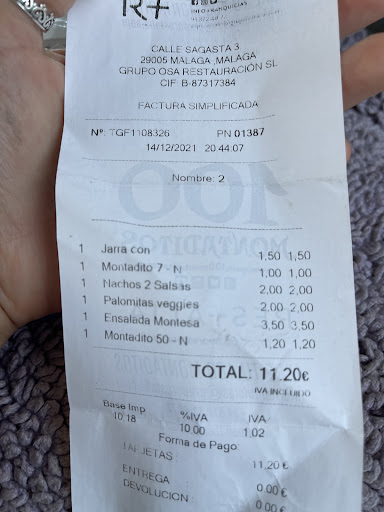 R+
CALLE SAGASTA 3
29005 MALAGA ,MALAGA
GRUPO OSA RESTAURACIÓN SL
CIF: B-87317384
FACTURA SIMPLIFICADA
Nº: TGF1108326 PN 01387
14/12/2021 20:44:07
Nombre: 2
100
MONTADITOS
1 Jarra con 1,50 1,50
1 Montadito 7 - N 1,00 1,00
1 Nachos 2 Salsas 2,00 2,00
1 Palomitas veggies 2,00 2,00
1 Ensalada Montesa 3,50 3,50
1 Montadito 50 - N 1,20 1,20
TOTAL: 11.20€
IVA INCLUIDO
Base Imp %IVA IVA
10,18 10.00 1,02
Forma de Pago:
TARJETAS : 11,20 €
ENTREGA : 0.00 €
DEVOLUCION : 0.00 €